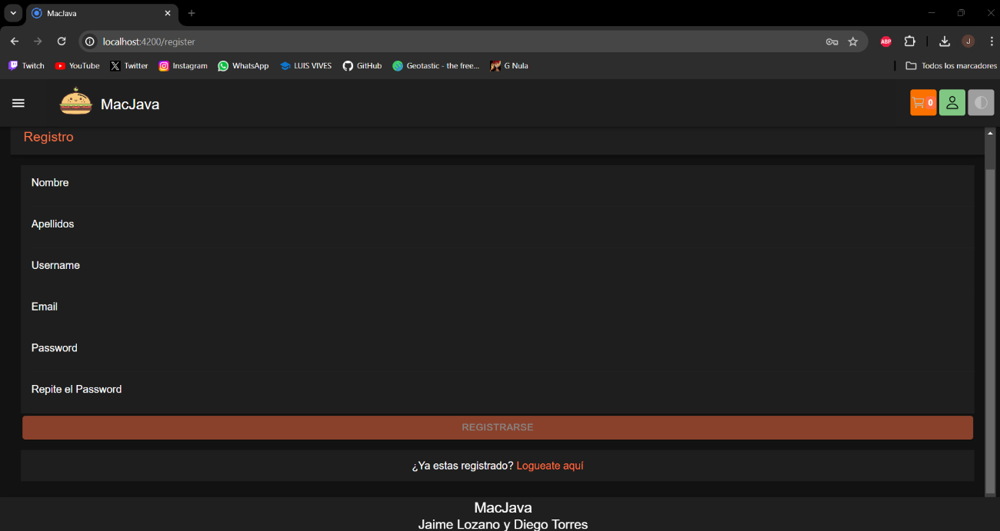 MacJava
localhost:4200/register
ABP
J
Twitch YouTube Twitter Instagram WhatsApp LUIS VIVES GitHub Geotastic - the free... G Nula Todos los marcadores
MacJava
0
Registro
Nombre
Apellidos
Username
Email
Password
Repite el Password
REGISTRARSE
¿Ya estas registrado? Logueate aquí
MacJava
Jaime Lozano y Diego Torres